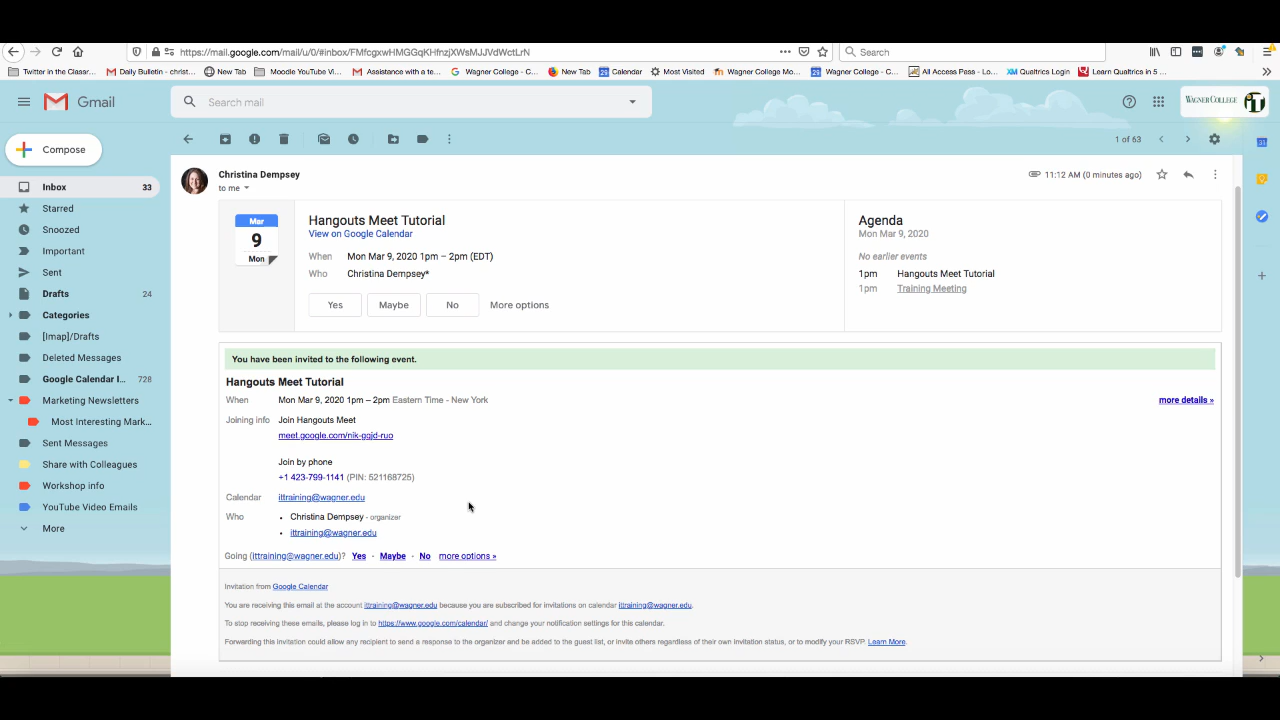 https://mail.google.com/mail/u/0/#inbox/FMfcgxwHMGGqKHfnzjXWsMJJVdWctLrN
Search
Twitter in the Classr...
Daily Bulletin - christ...
New Tab
Moodle YouTube Vi...
Assistance with a te...
Wagner College - C...
New Tab
Calendar
Most Visited
Wagner College Mo...
Wagner College - C...
All Access Pass - Lo...
Qualtrics Login
Learn Qualtrics in 5 ...
Gmail
Search mail
WAGNER COLLEGE
Compose
1 of 63
Inbox 33
Starred
Snoozed
Important
Sent
Drafts 24
Categories
[Imap]/Drafts
Deleted Messages
Google Calendar I... 728
Marketing Newsletters
Most Interesting Mark...
Sent Messages
Share with Colleagues
Workshop info
YouTube Video Emails
More
Christina Dempsey
11:12 AM (0 minutes ago)
to me
Mar
9
Mon
Hangouts Meet Tutorial
View on Google Calendar
When Mon Mar 9, 2020 1pm – 2pm (EDT)
Who Christina Dempsey*
Yes Maybe No More options
Agenda
Mon Mar 9, 2020
No earlier events
1pm Hangouts Meet Tutorial
1pm Training Meeting
You have been invited to the following event.
Hangouts Meet Tutorial
When Mon Mar 9, 2020 1pm – 2pm Eastern Time - New York
more details »
Joining info Join Hangouts Meet
meet.google.com/nik-gqjd-ruo
Join by phone
+1 423-799-1141 (PIN: 521168725)
Calendar ittraining@wagner.edu
Who • Christina Dempsey - organizer
• ittraining@wagner.edu
Going (ittraining@wagner.edu)? Yes - Maybe - No more options »
Invitation from Google Calendar
You are receiving this email at the account ittraining@wagner.edu because you are subscribed for invitations on calendar ittraining@wagner.edu.
To stop receiving these emails, please log in to https://www.google.com/calendar/ and change your notification settings for this calendar.
Forwarding this invitation could allow any recipient to send a response to the organizer and be added to the guest list, or invite others regardless of their own invitation status, or to modify your RSVP. Learn More.